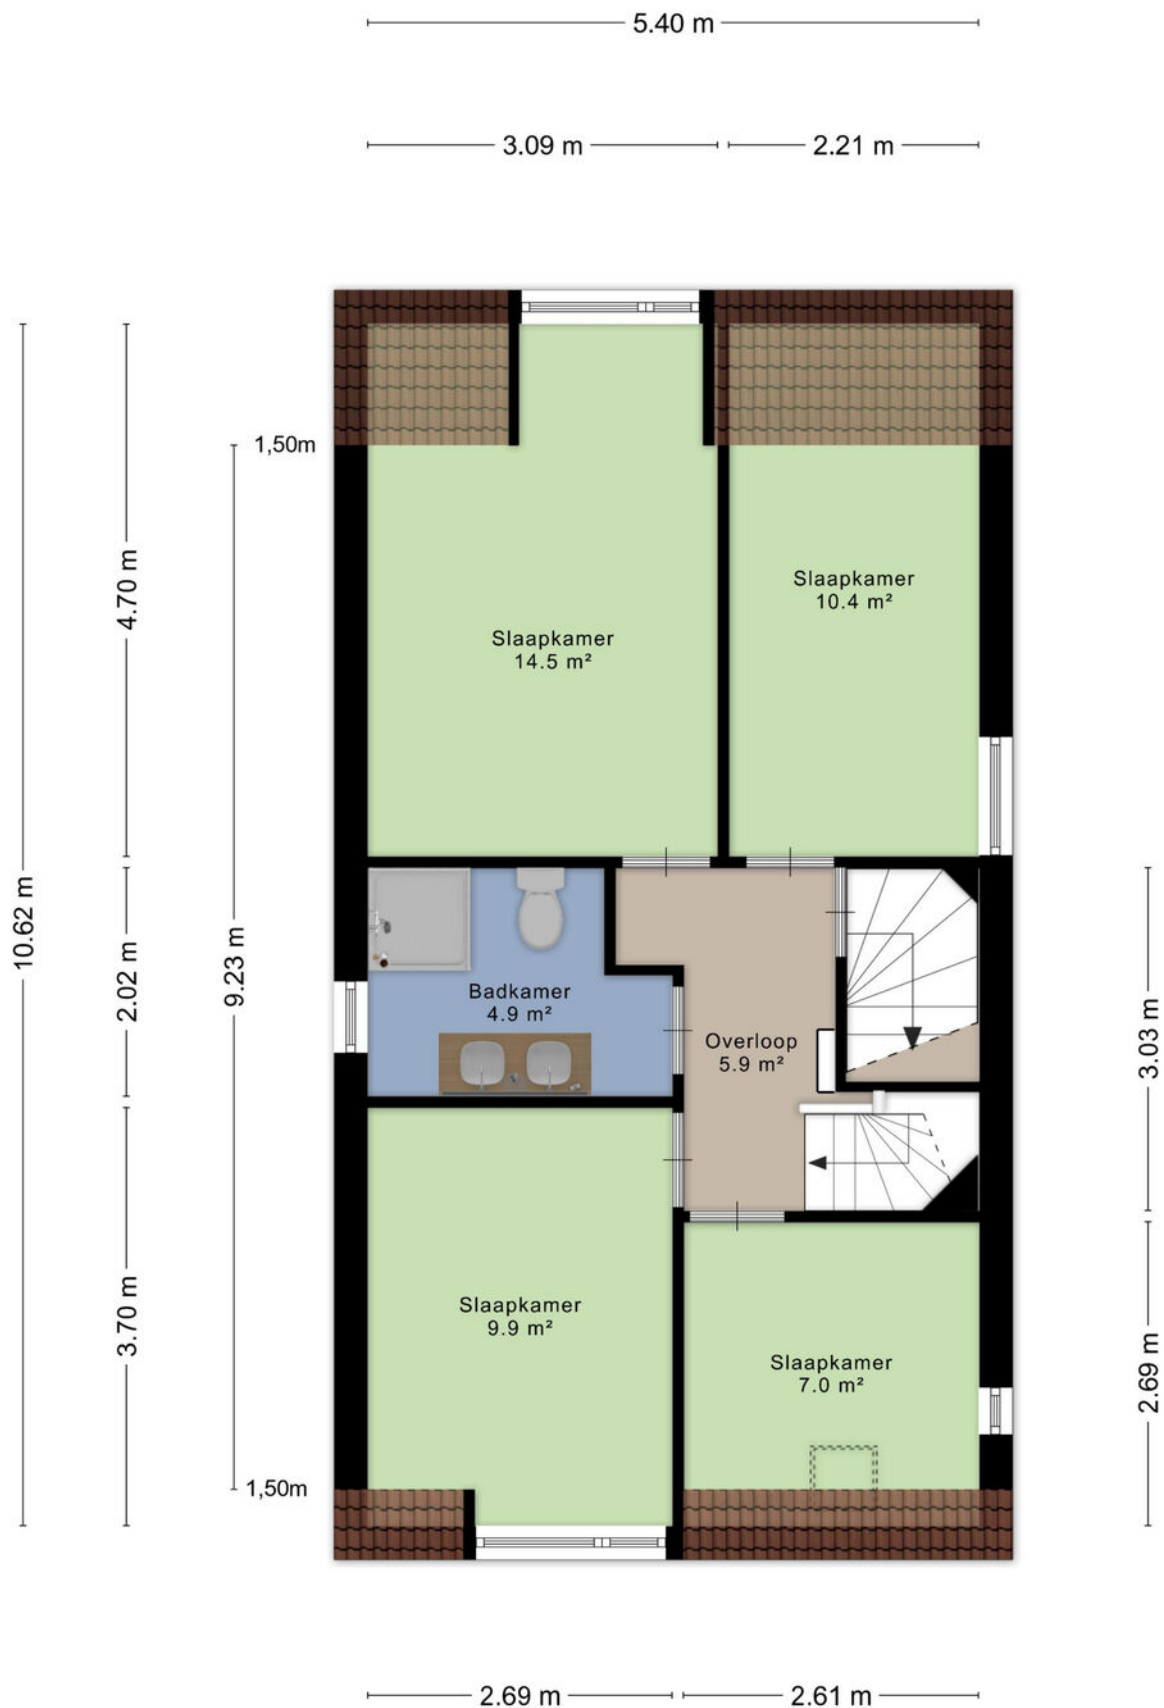 5.40 m
3.09 m
2.21 m
1,50m
4.70 m
Slaapkamer
10.4 m²
Slaapkamer
14.5 m²
10.62 m
9.23 m
2.02 m
Badkamer
4.9 m²
Overloop
5.9 m²
3.03 m
3.70 m
Slaapkamer
9.9 m²
Slaapkamer
7.0 m²
2.69 m
1,50m
2.69 m
2.61 m